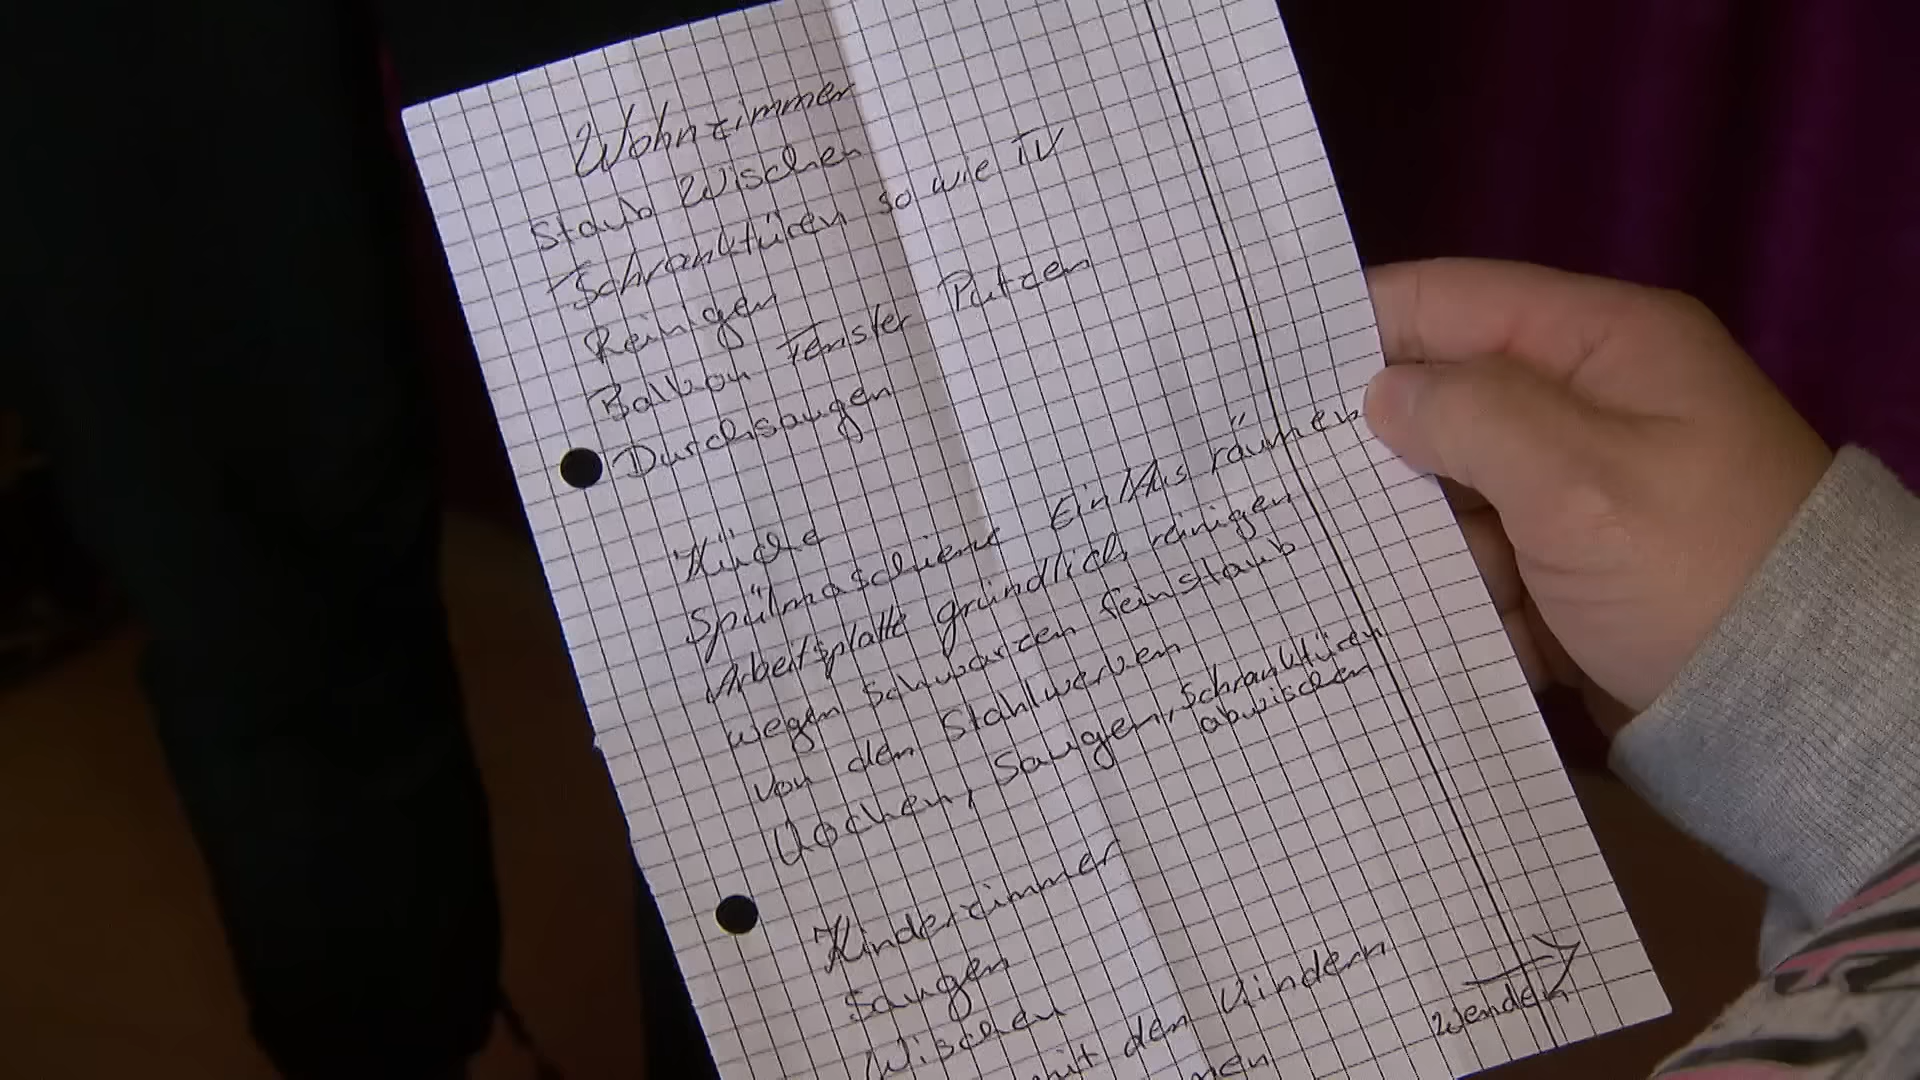 Wohnzimmer
Staub Wischen
Schranktüren so wie TV
Reinigen
Balkon Fenster Putzen
Durchsaugen
Küche
Spülmaschiene Ein/Aus räumen
Arbeitsplatte gründlich reinigen
wegen schwarzen feinstaub
von den Stahlwerken
Kochen, Saugen, Schranktüren
abwischen
Kinderzimmer
Saugen
Wischen
mit den Kindern
Wenden